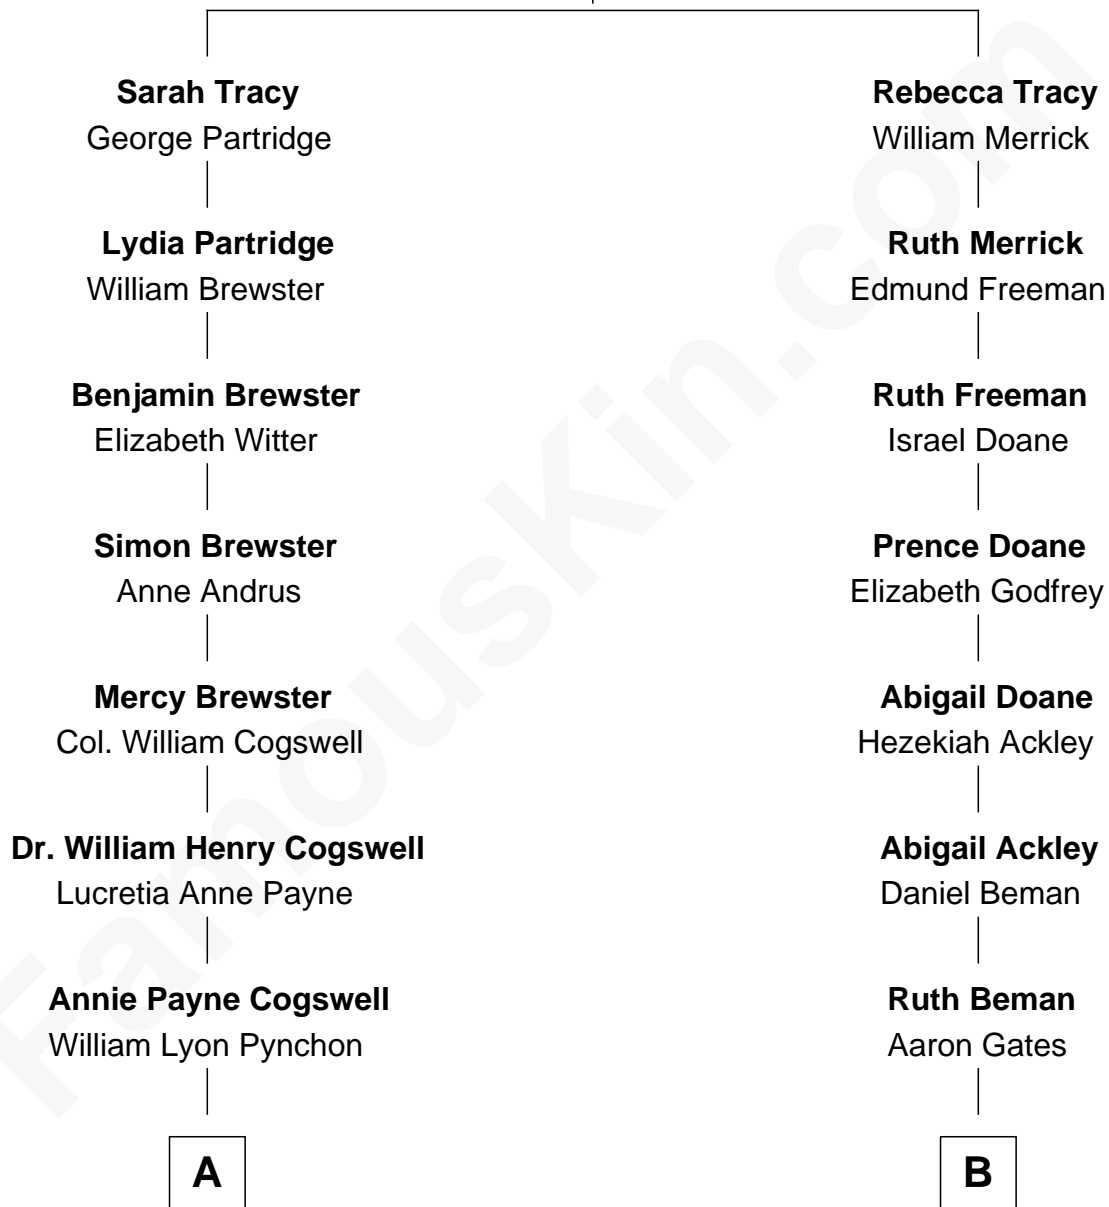 Sarah Tracy
George Partridge
Lydia Partridge
William Brewster
Benjamin Brewster
Elizabeth Witter
Simon Brewster
Anne Andrus
Mercy Brewster
Col. William Cogswell
Dr. William Henry Cogswell
Lucretia Anne Payne
Annie Payne Cogswell
William Lyon Pynchon
A
Rebecca Tracy
William Merrick
Ruth Merrick
Edmund Freeman
Ruth Freeman
Israel Doane
Prence Doane
Elizabeth Godfrey
Abigail Doane
Hezekiah Ackley
Abigail Ackley
Daniel Beman
Ruth Beman
Aaron Gates
B
FamousKin.com